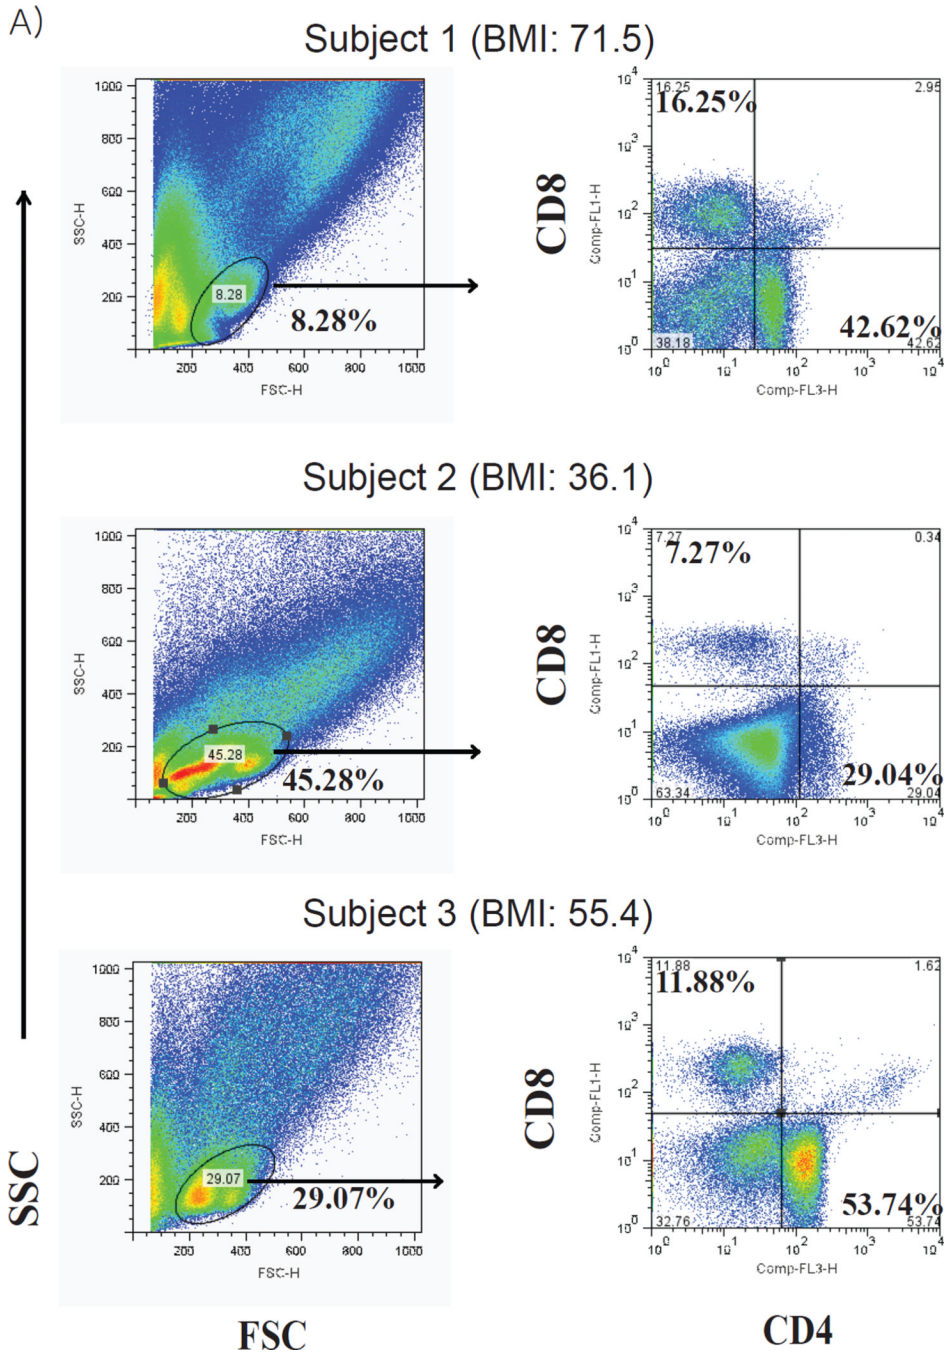 A)
Subject 1 (BMI: 71.5)
1000
800
600
400
200
SSC-H
8.28
8.28%
200 400 600 800 1000
FSC-H
CD8
Comp-FL1-H
10^4
10^3
10^2
10^1
10^0
16.25
2.95
16.25%
42.62%
38.18
42.62
10^0 10^1 10^2 10^3 10^4
Comp-FL3-H
Subject 2 (BMI: 36.1)
1000
800
600
400
200
0
SSC-H
45.28
45.28%
200 400 600 800 1000
FSC-H
CD8
Comp-FL1-H
10^4
10^3
10^2
10^1
10^0
7.27
0.34
7.27%
29.04%
63.34
29.04
10^0 10^1 10^2 10^3 10^4
Comp-FL3-H
Subject 3 (BMI: 55.4)
1000
800
600
400
200
0
SSC-H
29.07
29.07%
200 400 600 800 1000
FSC-H
CD8
Comp-FL1-H
10^4
10^3
10^2
10^1
10^0
11.88
1.62
11.88%
53.74%
32.76
53.74
10^0 10^1 10^2 10^3 10^4
Comp-FL3-H
SSC
FSC
CD4